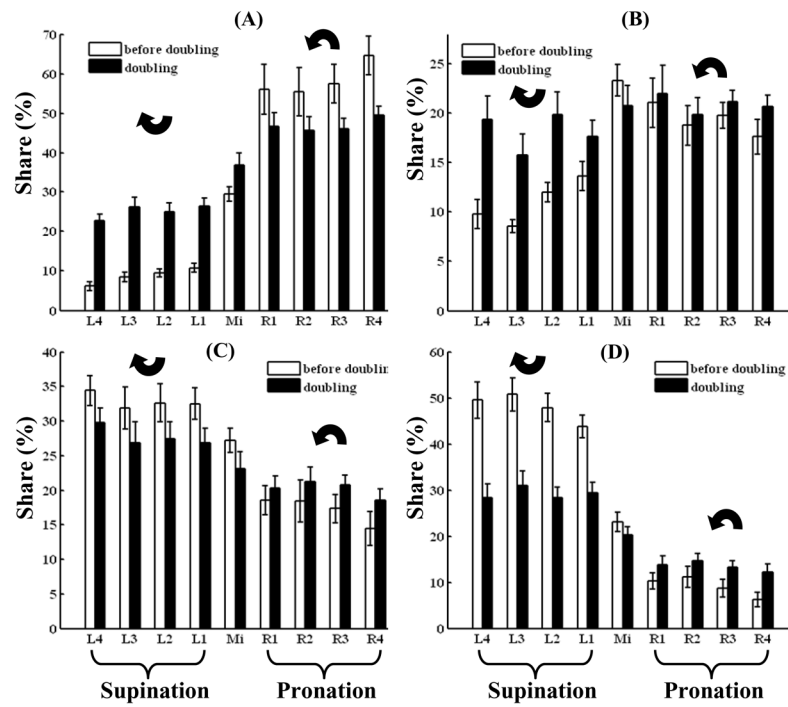 (A)
before doubling
doubling
Share (%)
70
60
50
40
30
20
10
0
L4 L3 L2 L1 Mi R1 R2 R3 R4
(B)
before doubling
doubling
Share (%)
25
20
15
10
5
0
L4 L3 L2 L1 Mi R1 R2 R3 R4
(C)
before doublin
doubling
Share (%)
40
35
30
25
20
15
10
5
0
L4 L3 L2 L1 Mi R1 R2 R3 R4
Supination Pronation
(D)
before doubling
doubling
Share (%)
60
50
40
30
20
10
0
L4 L3 L2 L1 Mi R1 R2 R3 R4
Supination Pronation